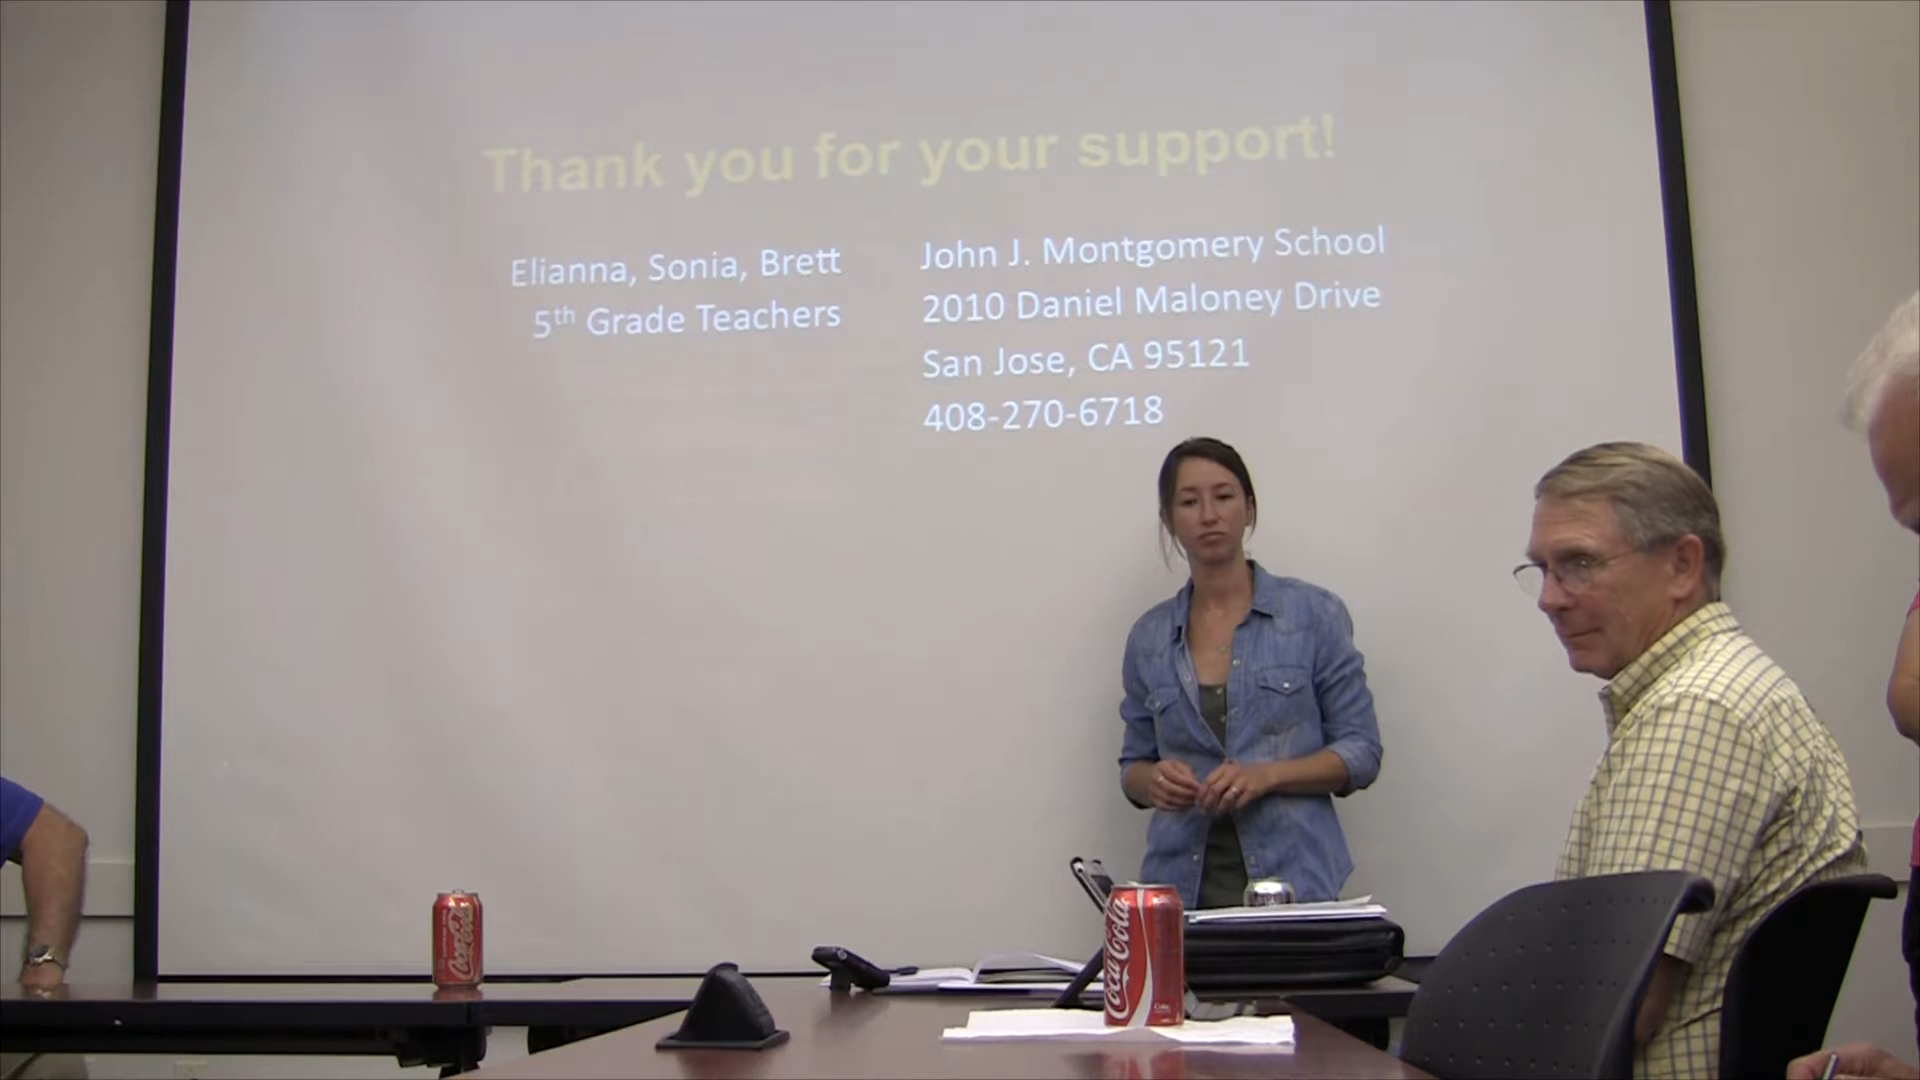 Thank you for your support!
Elianna, Sonia, Brett
5th Grade Teachers
John J. Montgomery School
2010 Daniel Maloney Drive
San Jose, CA 95121
408-270-6718
Coca-Cola
Coca-Cola
Coke